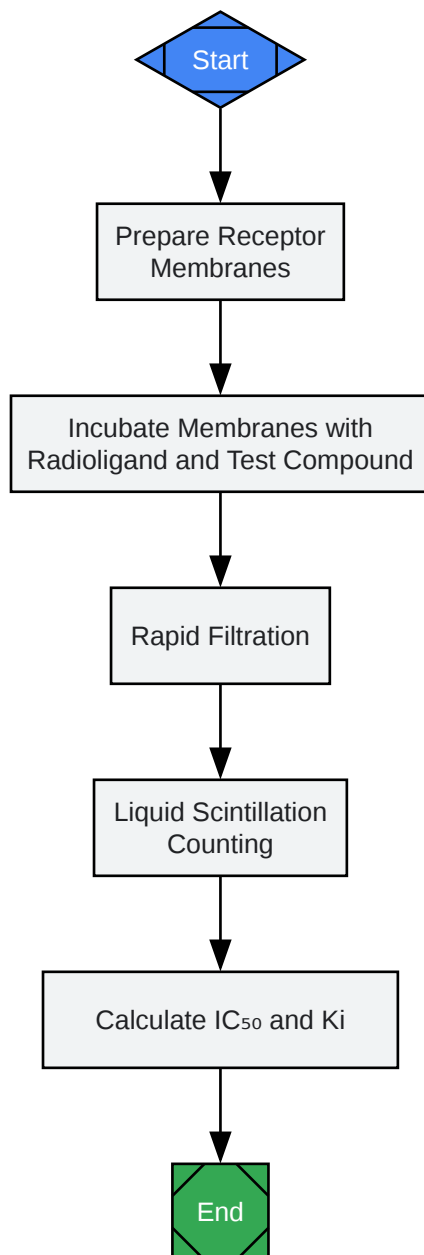 Start
Prepare Receptor
Membranes
Incubate Membranes with
Radioligand and Test Compound
Rapid Filtration
Liquid Scintillation
Counting
Calculate IC₅₀ and Ki
End